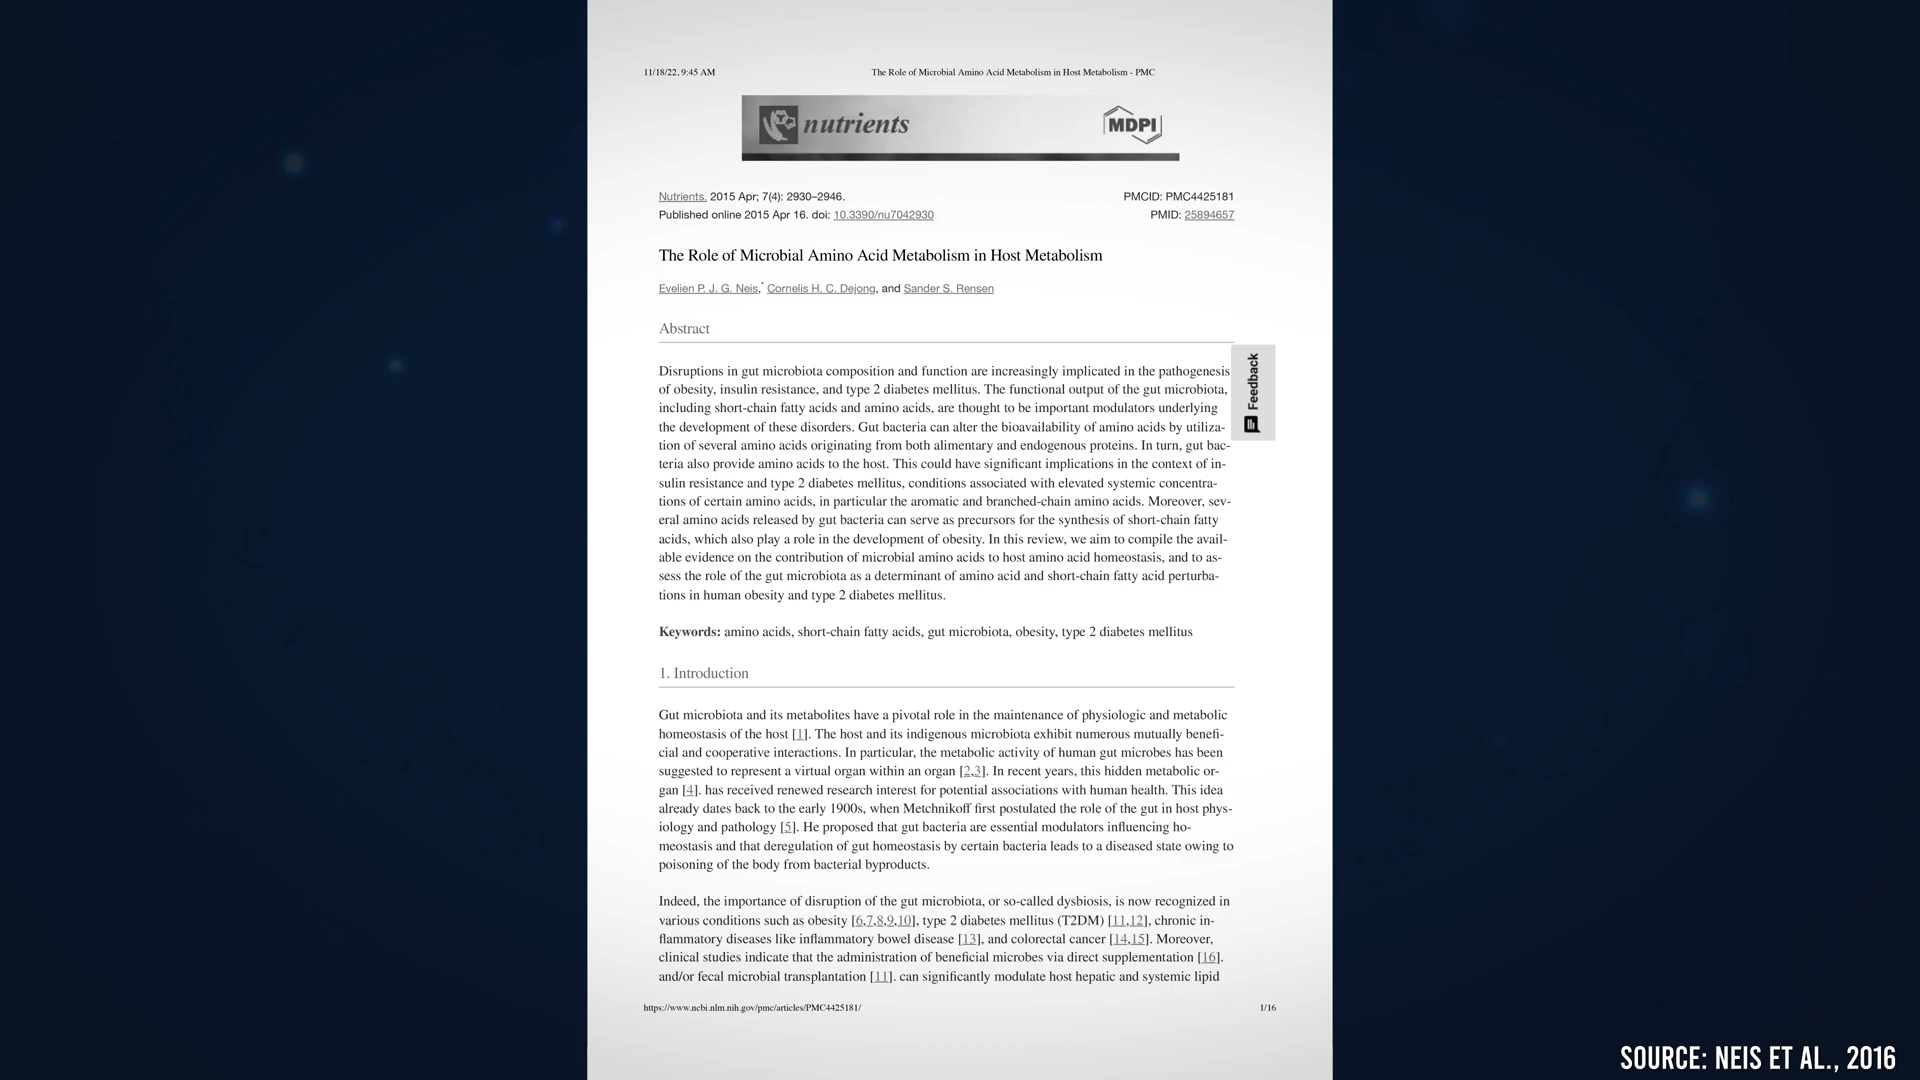 11/18/22, 9:45 AM
The Role of Microbial Amino Acid Metabolism in Host Metabolism - PMC
nutrients
MDPI
Nutrients. 2015 Apr; 7(4): 2930–2946.
PMCID: PMC4425181
Published online 2015 Apr 16. doi: 10.3390/nu7042930
PMID: 25894657
The Role of Microbial Amino Acid Metabolism in Host Metabolism
Evelien P. J. G. Neis,* Cornelis H. C. Dejong, and Sander S. Rensen
Abstract
Disruptions in gut microbiota composition and function are increasingly implicated in the pathogenesis
of obesity, insulin resistance, and type 2 diabetes mellitus. The functional output of the gut microbiota,
including short-chain fatty acids and amino acids, are thought to be important modulators underlying
the development of these disorders. Gut bacteria can alter the bioavailability of amino acids by utiliza-
tion of several amino acids originating from both alimentary and endogenous proteins. In turn, gut bac-
teria also provide amino acids to the host. This could have significant implications in the context of in-
sulin resistance and type 2 diabetes mellitus, conditions associated with elevated systemic concentra-
tions of certain amino acids, in particular the aromatic and branched-chain amino acids. Moreover, sev-
eral amino acids released by gut bacteria can serve as precursors for the synthesis of short-chain fatty
acids, which also play a role in the development of obesity. In this review, we aim to compile the avail-
able evidence on the contribution of microbial amino acids to host amino acid homeostasis, and to as-
sess the role of the gut microbiota as a determinant of amino acid and short-chain fatty acid perturba-
tions in human obesity and type 2 diabetes mellitus.
Feedback
Keywords: amino acids, short-chain fatty acids, gut microbiota, obesity, type 2 diabetes mellitus
1. Introduction
Gut microbiota and its metabolites have a pivotal role in the maintenance of physiologic and metabolic
homeostasis of the host [1]. The host and its indigenous microbiota exhibit numerous mutually benefi-
cial and cooperative interactions. In particular, the metabolic activity of human gut microbes has been
suggested to represent a virtual organ within an organ [2,3]. In recent years, this hidden metabolic or-
gan [4]. has received renewed research interest for potential associations with human health. This idea
already dates back to the early 1900s, when Metchnikoff first postulated the role of the gut in host phys-
iology and pathology [5]. He proposed that gut bacteria are essential modulators influencing ho-
meostasis and that deregulation of gut homeostasis by certain bacteria leads to a diseased state owing to
poisoning of the body from bacterial byproducts.
Indeed, the importance of disruption of the gut microbiota, or so-called dysbiosis, is now recognized in
various conditions such as obesity [6,7,8,9,10], type 2 diabetes mellitus (T2DM) [11,12], chronic in-
flammatory diseases like inflammatory bowel disease [13], and colorectal cancer [14,15]. Moreover,
clinical studies indicate that the administration of beneficial microbes via direct supplementation [16].
and/or fecal microbial transplantation [11]. can significantly modulate host hepatic and systemic lipid
https://www.ncbi.nlm.nih.gov/pmc/articles/PMC4425181/
1/16
SOURCE: NEIS ET AL., 2016